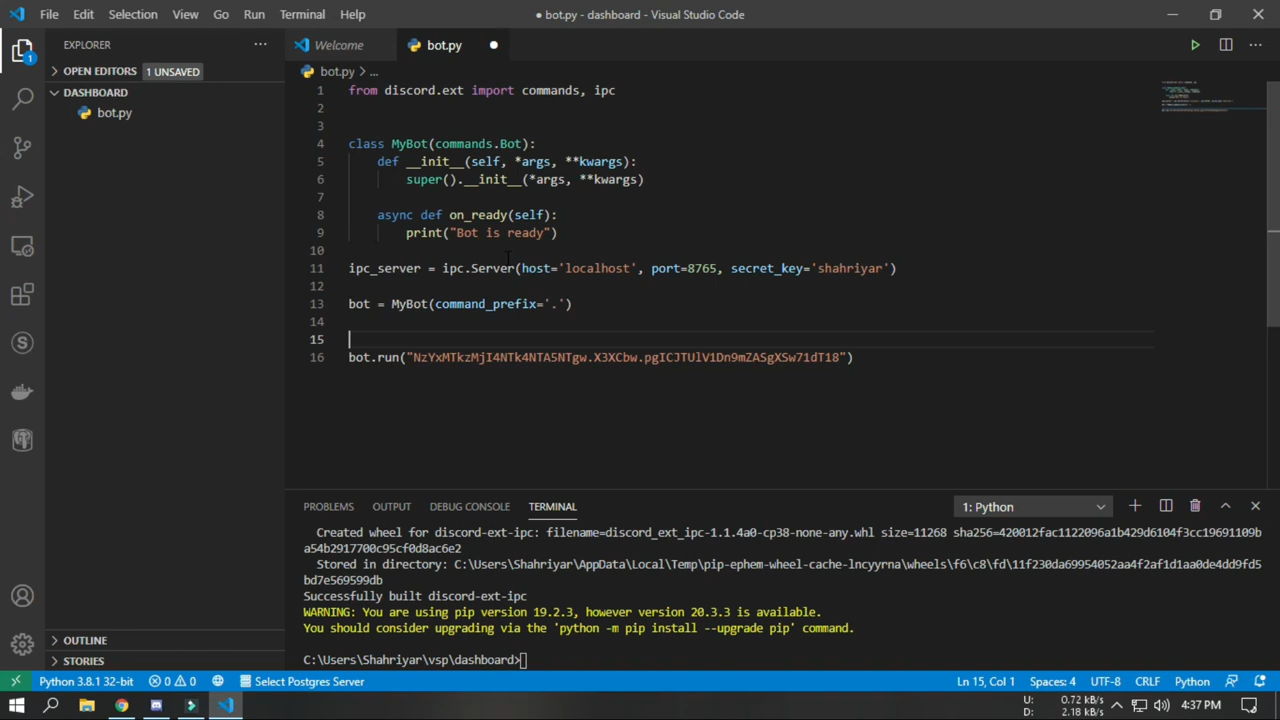 File Edit Selection View Go Run Terminal Help
● bot.py - dashboard - Visual Studio Code
EXPLORER
OPEN EDITORS 1 UNSAVED
DASHBOARD
bot.py
OUTLINE
STORIES
Welcome bot.py
bot.py > ...
1 from discord.ext import commands, ipc
2
3
4 class MyBot(commands.Bot):
5 def __init__(self, *args, **kwargs):
6 super().__init__(*args, **kwargs)
7
8 async def on_ready(self):
9 print("Bot is ready")
10
11 ipc_server = ipc.Server(host='localhost', port=8765, secret_key='shahriyar')
12
13 bot = MyBot(command_prefix='.')
14
15
16 bot.run("NzYxMTkzMjI4NTk4NTA5NTgw.X3XCbw.pgICJTUlV1Dn9mZASgXSw71dT18")
PROBLEMS OUTPUT DEBUG CONSOLE TERMINAL 1: Python
Created wheel for discord-ext-ipc: filename=discord_ext_ipc-1.1.4a0-cp38-none-any.whl size=11268 sha256=420012fac1122096a1b429d6104f3cc19691109b
a54b2917700c95cf0d8ac6e2
Stored in directory: C:\Users\Shahriyar\AppData\Local\Temp\pip-ephem-wheel-cache-lncyyrna\wheels\f6\c8\fd\11f230da69954052aa4f2af1d1aa0de4dd9fd5
bd7e569599db
Successfully built discord-ext-ipc
WARNING: You are using pip version 19.2.3, however version 20.3.3 is available.
You should consider upgrading via the 'python -m pip install --upgrade pip' command.
C:\Users\Shahriyar\vsp\dashboard>
Python 3.8.1 32-bit 0 0 Select Postgres Server Ln 15, Col 1 Spaces: 4 UTF-8 CRLF Python
U: 0.72 kB/s
D: 2.18 kB/s
4:37 PM